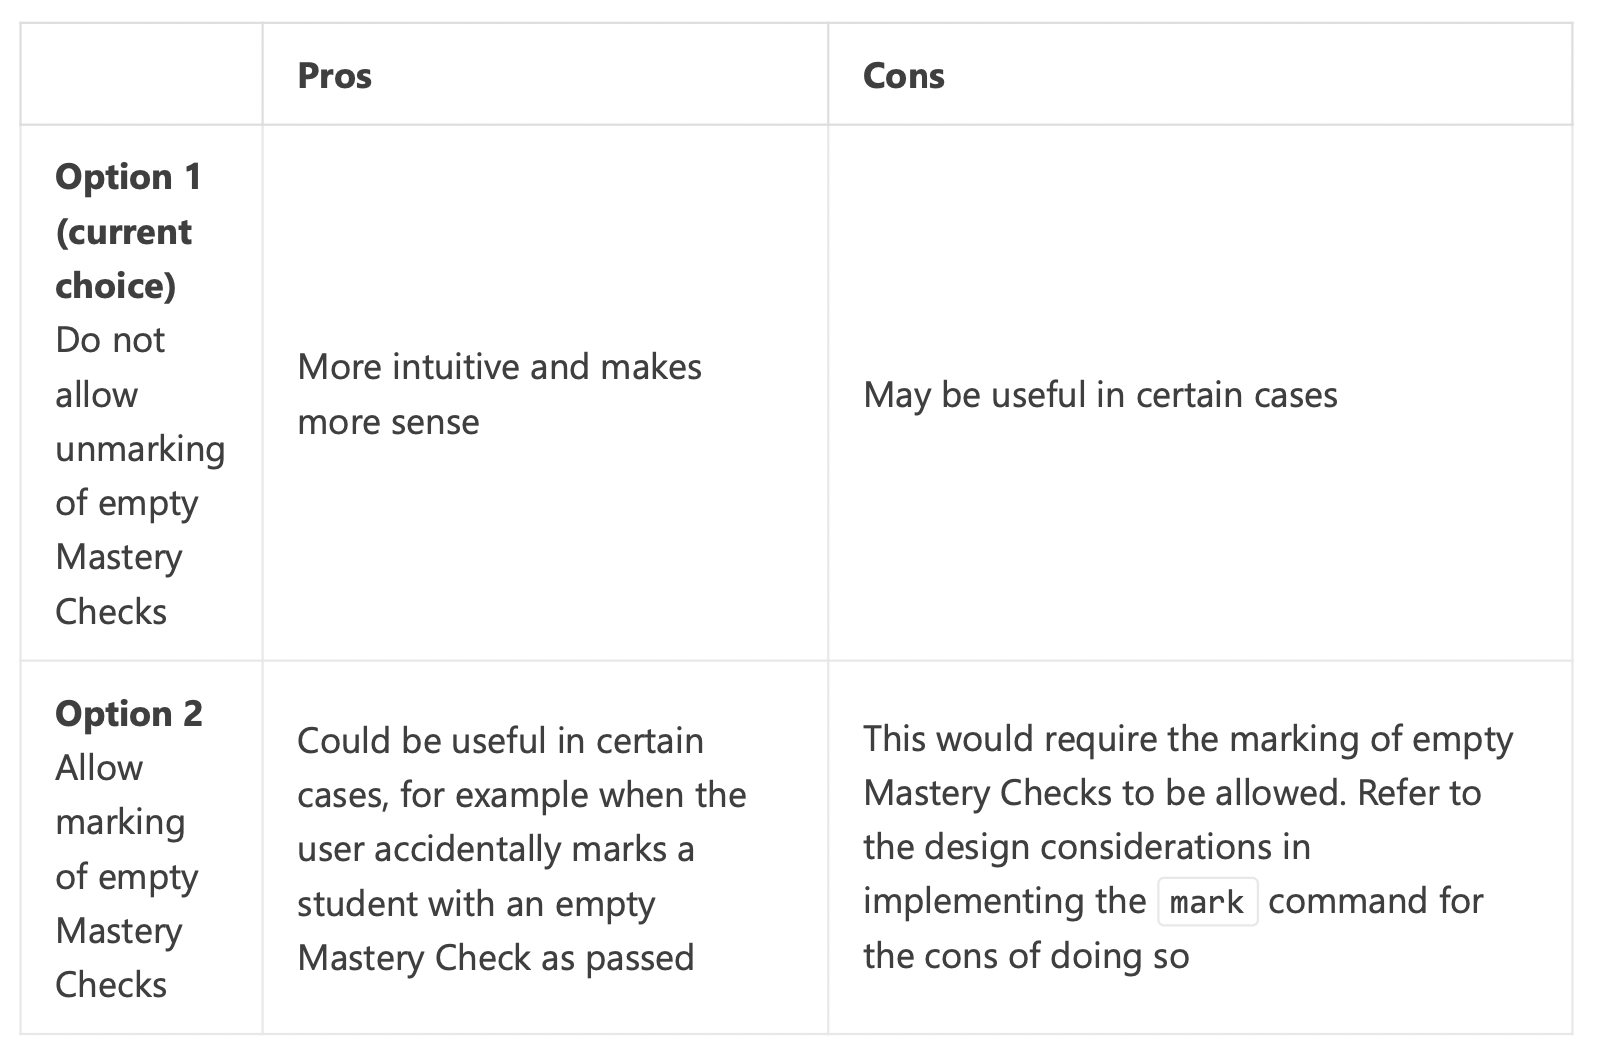 Pros
Cons
Option 1
(current
choice)
Do not
allow
unmarking
of empty
Mastery
Checks
More intuitive and makes
more sense
May be useful in certain cases
Option 2
Allow
marking
of empty
Mastery
Checks
Could be useful in certain
cases, for example when the
user accidentally marks a
student with an empty
Mastery Check as passed
This would require the marking of empty
Mastery Checks to be allowed. Refer to
the design considerations in
implementing the mark command for
the cons of doing so